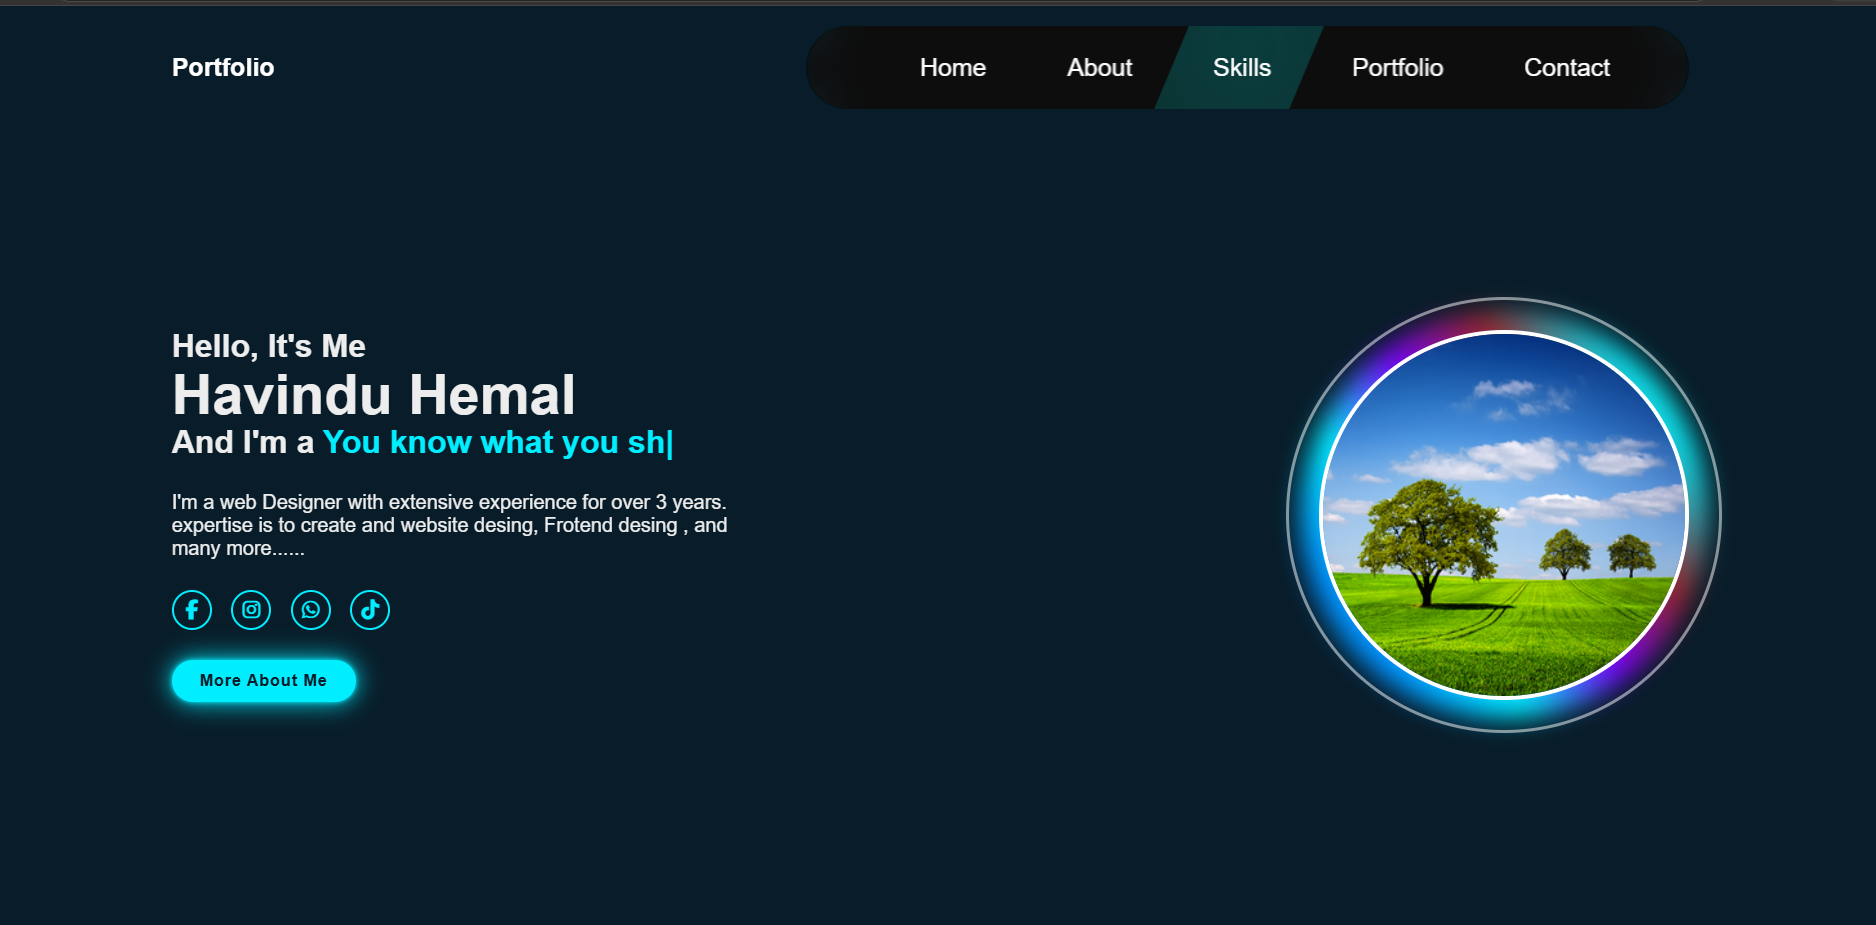 Portfolio
Home About Skills Portfolio Contact
Hello, It's Me
Havindu Hemal
And I'm a You know what you sh|
I'm a web Designer with extensive experience for over 3 years.
expertise is to create and website desing, Frotend desing , and
many more......
More About Me